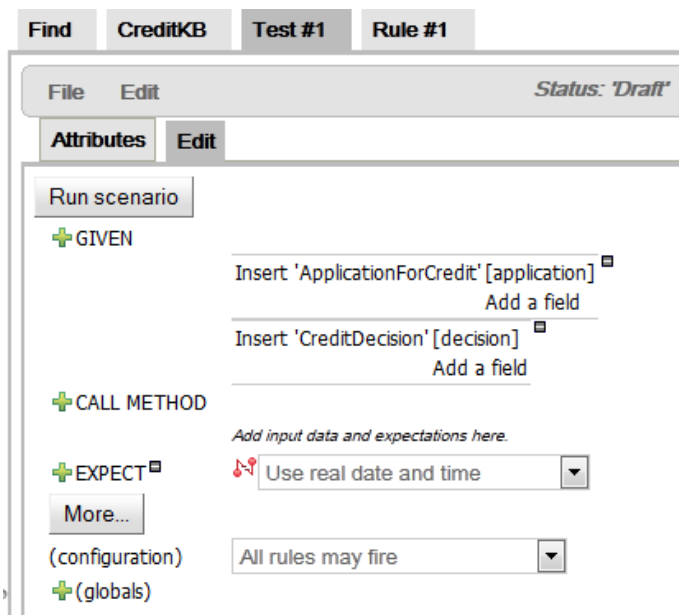 Find CreditKB Test #1 Rule #1
File Edit Status: 'Draft'
Attributes Edit
Run scenario
GIVEN
Insert 'ApplicationForCredit' [application]
Add a field
Insert 'CreditDecision' [decision]
Add a field
CALL METHOD
Add input data and expectations here.
EXPECT Use real date and time
More...
(configuration) All rules may fire
(globals)